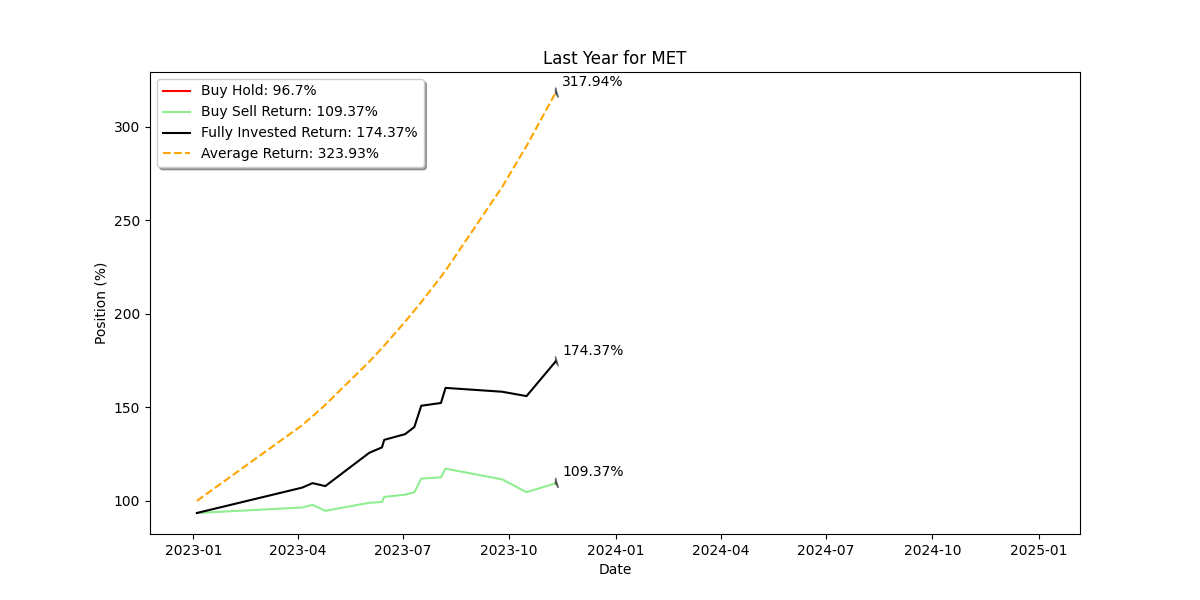 Last Year for MET
317.94%
Buy Hold: 96.7%
Buy Sell Return: 109.37%
Fully Invested Return: 174.37%
Average Return: 323.93%
300
250
200
150
100
Position (%)
174.37%
109.37%
2023-01 2023-04 2023-07 2023-10 2024-01 2024-04 2024-07 2024-10 2025-01
Date